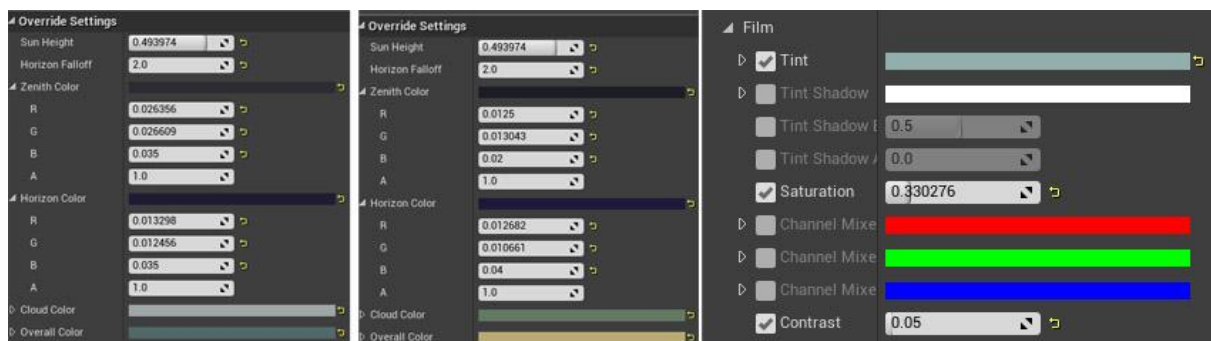 Override Settings
Sun Height 0.493974
Horizon Falloff 2.0
Zenith Color
R 0.026356
G 0.026609
B 0.035
A 1.0
Horizon Color
R 0.013298
G 0.012456
B 0.035
A 1.0
Cloud Color
Overall Color
Override Settings
Sun Height 0.493974
Horizon Falloff 2.0
Zenith Color
R 0.0125
G 0.013043
B 0.02
A 1.0
Horizon Color
R 0.012682
G 0.010661
B 0.04
A 1.0
Cloud Color
Overall Color
Film
Tint
Tint Shadow
Tint Shadow 0.5
Tint Shadow 0.0
Saturation 0.330276
Channel Mixe
Channel Mixe
Channel Mixe
Contrast 0.05